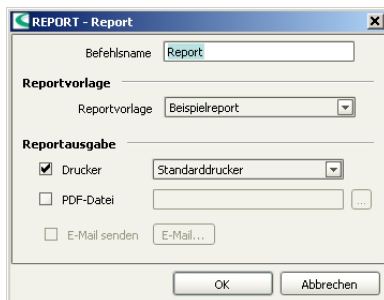 REPORT - Report
Befehlsname Report
Reportvorlage
Reportvorlage Beispielreport
Reportausgabe
Drucker Standarddrucker
PDF-Datei ...
E-Mail senden E-Mail...
OK Abbrechen